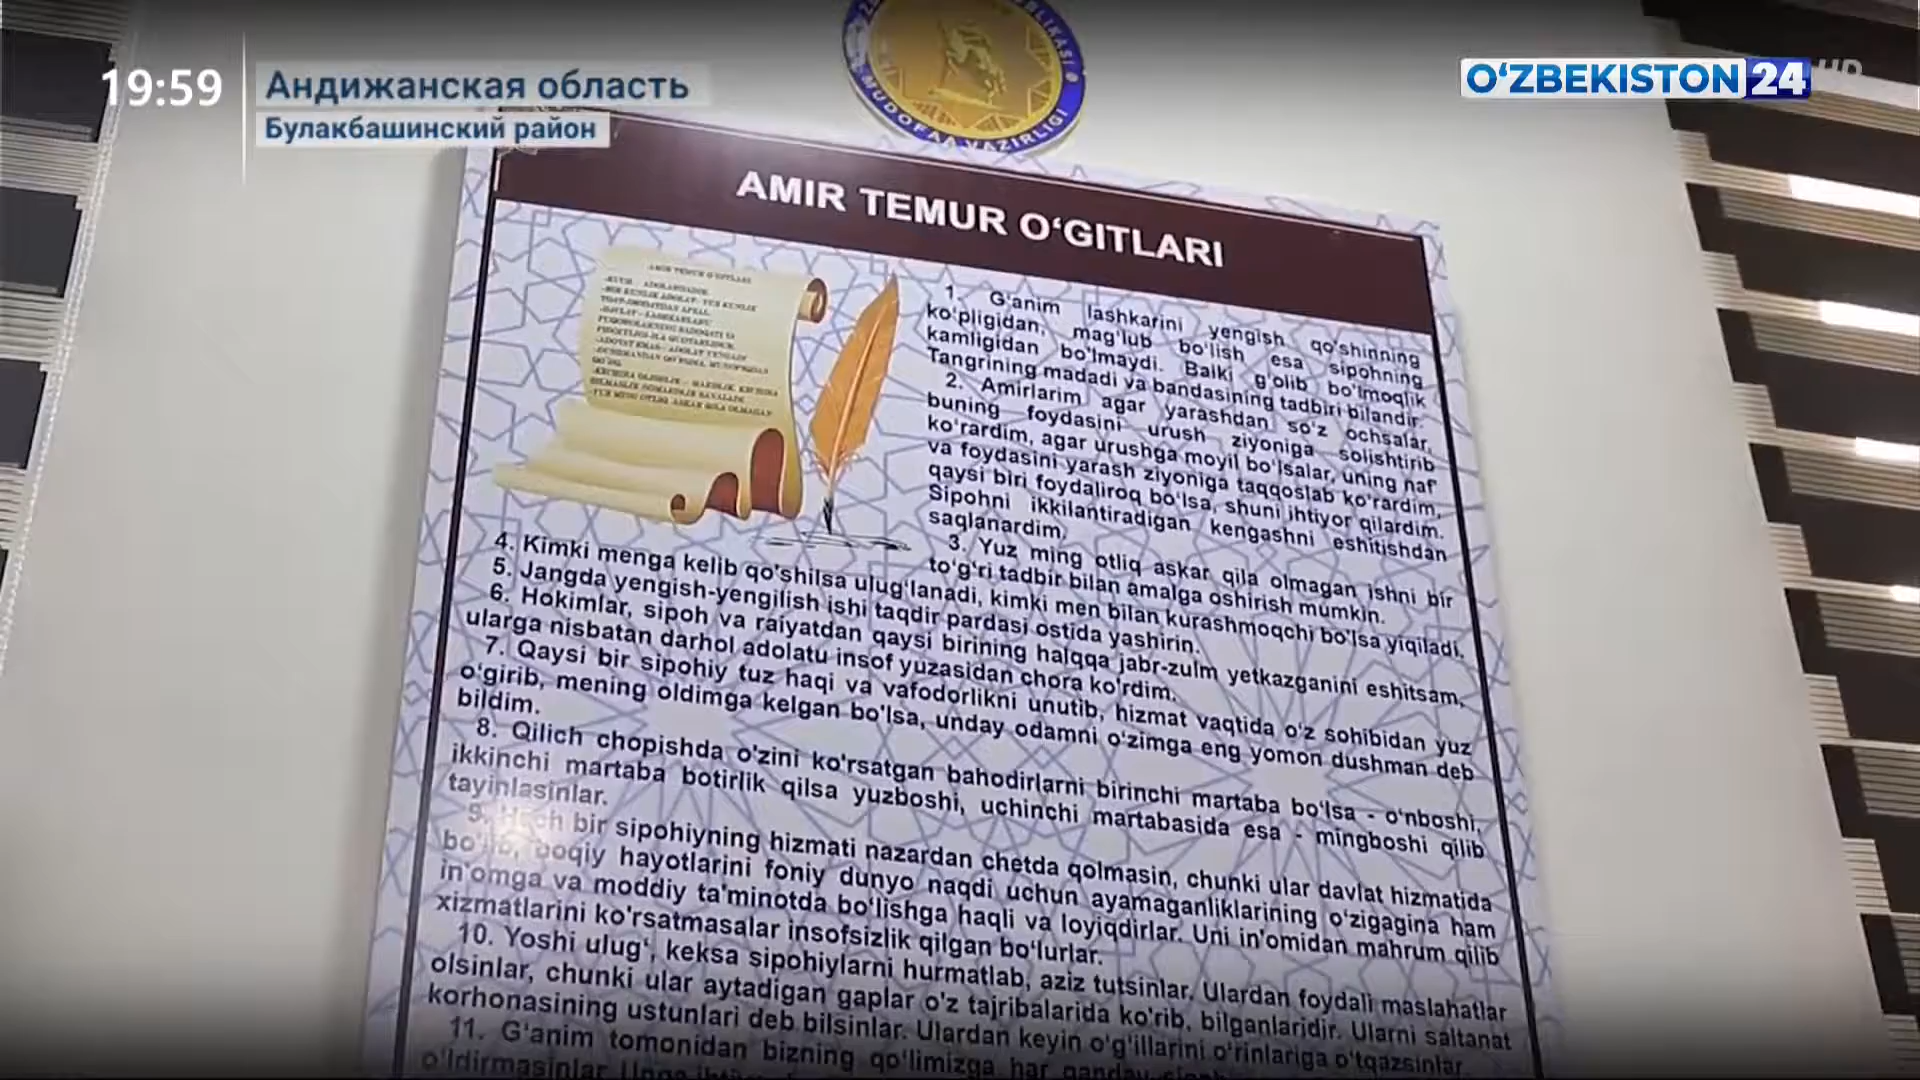 19:59
Андижанская область
Булакбашинский район
O‘ZBEKISTON 24
MUDOFAA VAZIRLIGI
AMIR TEMUR O‘GITLARI
AMIR TEMUR O‘GITLARI
1. G'anim lashkarini yengish qo'shinning
ko'pligidan, mag'lub bo'lish esa sipohning
kamligidan bo'lmaydi. Balki g'olib bo'lmoqlik
Tangrining madadi va bandasining tadbiri bilandir.
2. Amirlarim agar yarashdan so'z ochsalar,
buning foydasini urush ziyoniga solishtirib
ko'rardim, agar urushga moyil bo'lsalar, uning naf'
va foydasini yarash ziyoniga taqqoslab ko'rardim,
qaysi biri foydaliroq bo'lsa, shuni ihtiyor qilardim.
Sipohni ikkilantiradigan kengashni eshitishdan
saqlanardim.
3. Yuz ming otliq askar qila olmagan ishni bir
to'g'ri tadbir bilan amalga oshirish mumkin.
4. Kimki menga kelib qo'shilsa ulug'lanadi, kimki men bilan kurashmoqchi bo'lsa yiqiladi.
5. Jangda yengish-yengilish ishi taqdir pardasi ostida yashirin.
6. Hokimlar, sipoh va raiyatdan qaysi birining halqqa jabr-zulm yetkazganini eshitsam,
ularga nisbatan darhol adolatu insof yuzasidan chora ko'rdim.
7. Qaysi bir sipohiy tuz haqi va vafodorlikni unutib, hizmat vaqtida o'z sohibidan yuz
o'girib, mening oldimga kelgan bo'lsa, unday odamni o'zimga eng yomon dushman deb
bildim.
8. Qilich chopishda o'zini ko'rsatgan bahodirlarni birinchi martaba bo'lsa - o'nboshi,
ikkinchi martaba botirlik qilsa yuzboshi, uchinchi martabasida esa - mingboshi qilib
tayinlasinlar.
9. Hech bir sipohiyning hizmati nazardan chetda qolmasin, chunki ular davlat hizmatida
bo'lib, boqiy hayotlarini foniy dunyo naqdi uchun ayamaganliklarining o'zigagina ham
in'omga va moddiy ta'minotda bo'lishga haqli va loyiqdirlar. Uni in'omidan mahrum qilib
xizmatlarini ko'rsatmasalar insofsizlik qilgan bo'lurlar.
10. Yoshi ulug‘, keksa sipohiylarni hurmatlab, aziz tutsinlar. Ulardan foydali maslahatlar
olsinlar, chunki ular aytadigan gaplar o'z tajribalarida ko'rib, bilganlaridir. Ularni saltanat
korhonasining ustunlari deb bilsinlar. Ulardan keyin o'g'illarini o'rinlariga o'tqazsinlar.
11. G'anim tomonidan bizning qo'limizga har qanday
o'ldirmasinlar.